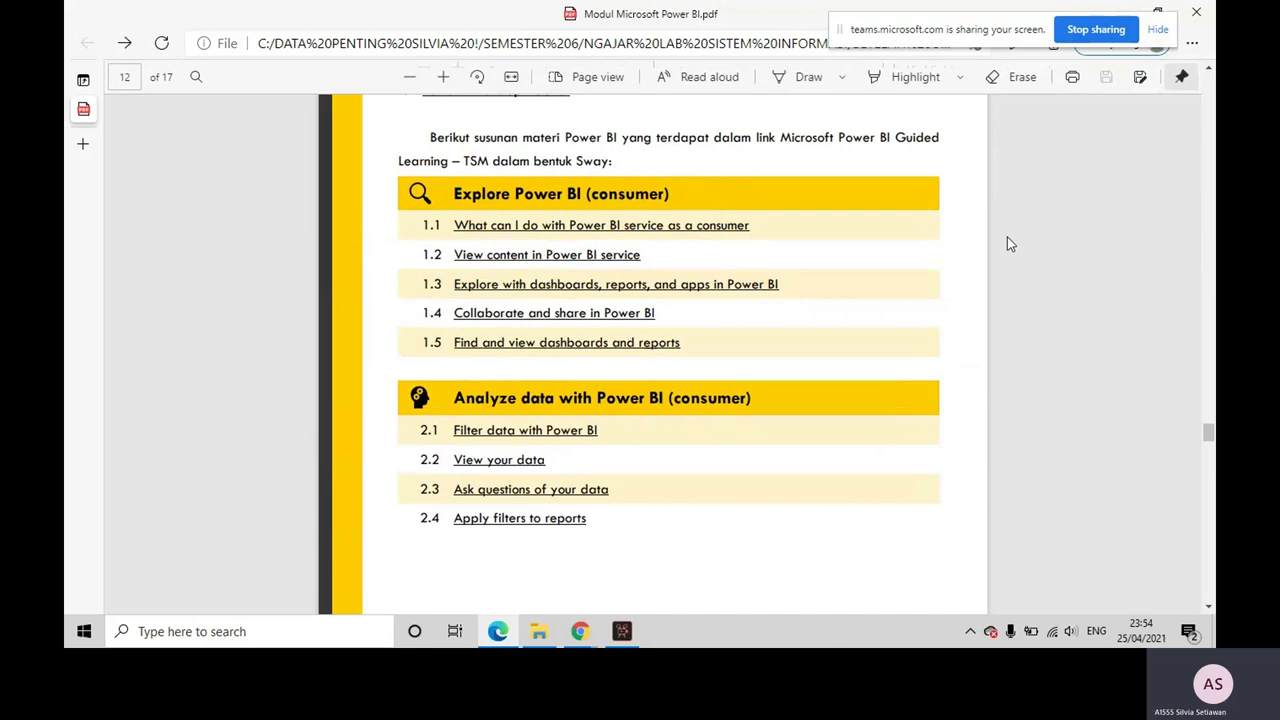 Modul Microsoft Power BI.pdf
teams.microsoft.com is sharing your screen.
Stop sharing
Hide
File
C:/DATA%20PENTING%20SILVIA%20!/SEMESTER%206/NGAJAR%20LAB%20SISTEM%20INFORM
12 of 17
Page view
Read aloud
Draw
Highlight
Erase
Berikut susunan materi Power BI yang terdapat dalam link Microsoft Power BI Guided
Learning – TSM dalam bentuk Sway:
Explore Power BI (consumer)
1.1 What can I do with Power BI service as a consumer
1.2 View content in Power BI service
1.3 Explore with dashboards, reports, and apps in Power BI
1.4 Collaborate and share in Power BI
1.5 Find and view dashboards and reports
Analyze data with Power BI (consumer)
2.1 Filter data with Power BI
2.2 View your data
2.3 Ask questions of your data
2.4 Apply filters to reports
Type here to search
ENG
23:54
25/04/2021
2
AS
A1555 Silvia Setiawan